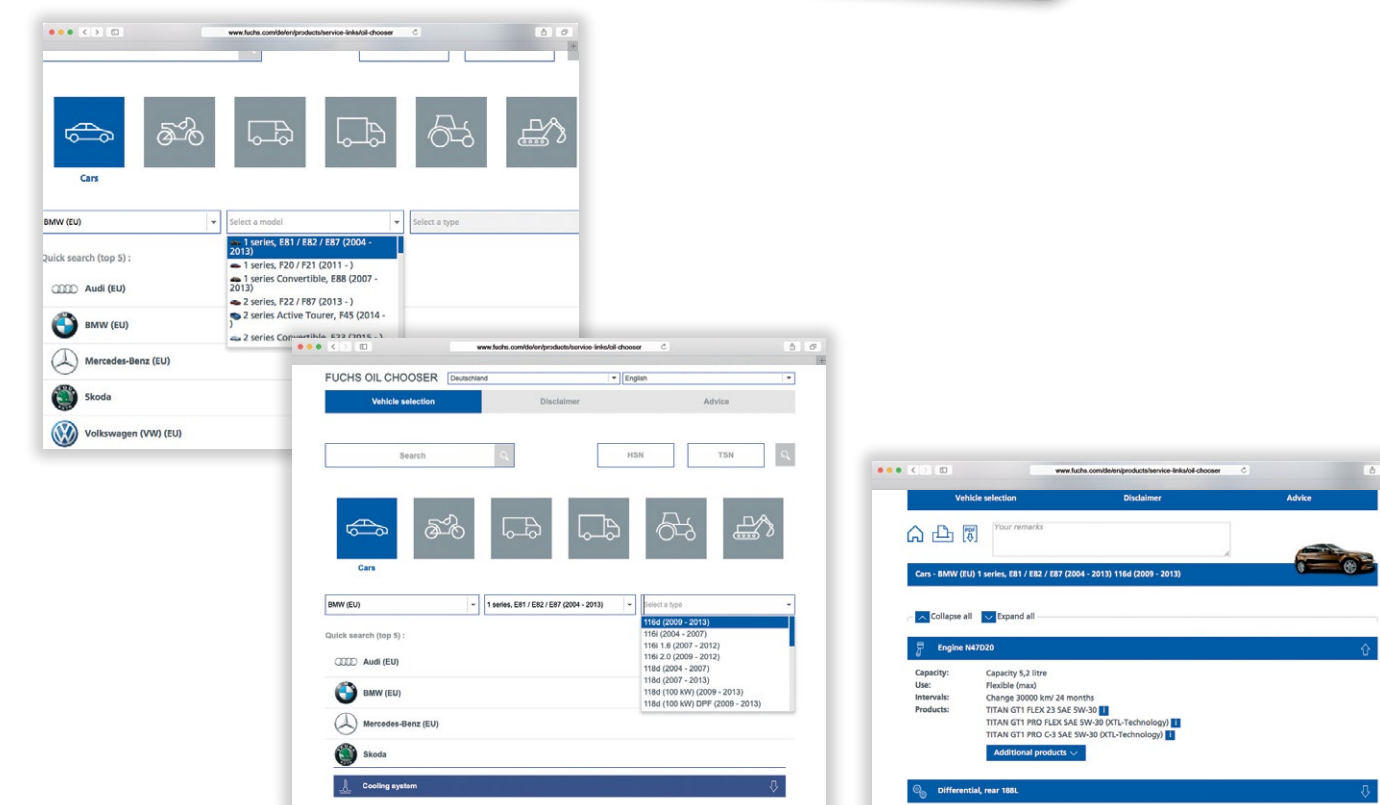 www.fuchs.com/de/en/products/service-links/oil-chooser
Cars
BMW (EU)
Select a model
Select a type
1 series, E81 / E82 / E87 (2004 -
2013)
1 series, F20 / F21 (2011 - )
1 series Convertible, E88 (2007 -
2013)
2 series, F22 / F87 (2013 - )
2 series Active Tourer, F45 (2014 -
)
2 series Convertible, F23 (2015 - )
Quick search (top 5) :
Audi (EU)
BMW (EU)
Mercedes-Benz (EU)
Skoda
Volkswagen (VW) (EU)
www.fuchs.com/de/en/products/service-links/oil-chooser
FUCHS OIL CHOOSER
Deutschland
English
Vehicle selection
Disclaimer
Advice
Search
HSN
TSN
Cars
BMW (EU)
1 series, E81 / E82 / E87 (2004 - 2013)
Select a type
116d (2009 - 2013)
116i (2004 - 2007)
116i 1.6 (2007 - 2012)
116i 2.0 (2009 - 2012)
118d (2004 - 2007)
118d (2007 - 2013)
118d (100 kW) (2009 - 2013)
118d (100 kW) DPF (2009 - 2013)
Quick search (top 5) :
Audi (EU)
BMW (EU)
Mercedes-Benz (EU)
Skoda
Cooling system
www.fuchs.com/de/en/products/service-links/oil-chooser
Vehicle selection
Disclaimer
Advice
PDF
Your remarks
Cars - BMW (EU) 1 series, E81 / E82 / E87 (2004 - 2013) 116d (2009 - 2013)
Collapse all
Expand all
Engine N47D20
Capacity: Capacity 5,2 litre
Use: Flexible (max)
Intervals: Change 30000 km/ 24 months
Products: TITAN GT1 FLEX 23 SAE 5W-30 i
TITAN GT1 PRO FLEX SAE 5W-30 (XTL-Technology) i
TITAN GT1 PRO C-3 SAE 5W-30 (XTL-Technology) i
Additional products
Differential, rear 188L